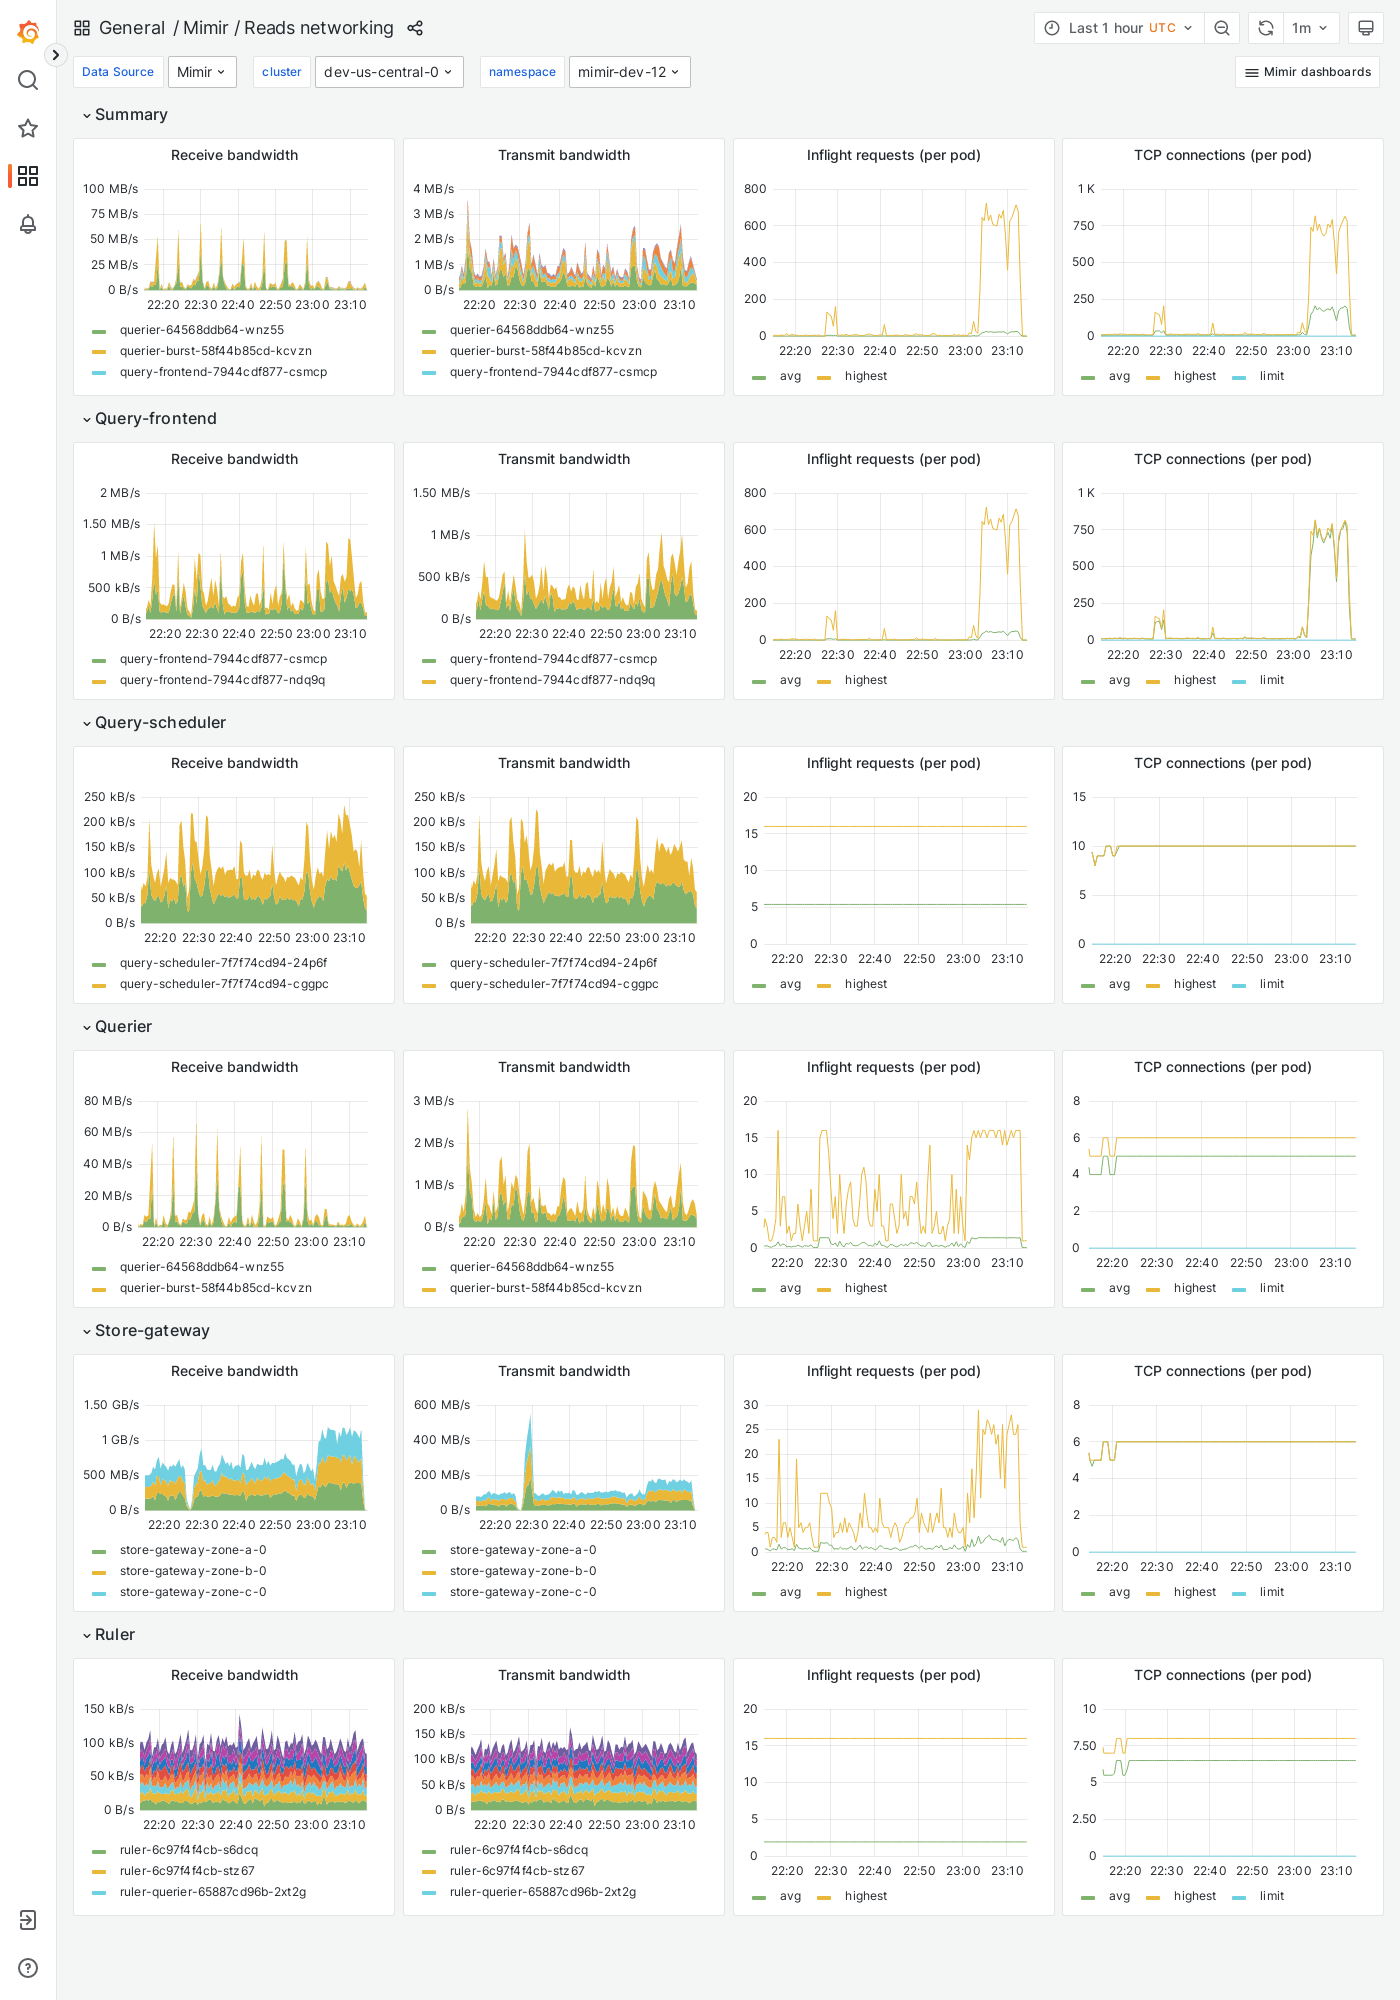 General / Mimir / Reads networking
Last 1 hour UTC
1m
Data Source Mimir cluster dev-us-central-0 namespace mimir-dev-12
Mimir dashboards
Summary
Receive bandwidth
100 MB/s
75 MB/s
50 MB/s
25 MB/s
0 B/s
22:20 22:30 22:40 22:50 23:00 23:10
querier-64568ddb64-wnz55
querier-burst-58f44b85cd-kcvzn
query-frontend-7944cdf877-csmcp
Transmit bandwidth
4 MB/s
3 MB/s
2 MB/s
1 MB/s
0 B/s
22:20 22:30 22:40 22:50 23:00 23:10
querier-64568ddb64-wnz55
querier-burst-58f44b85cd-kcvzn
query-frontend-7944cdf877-csmcp
Inflight requests (per pod)
800
600
400
200
0
22:20 22:30 22:40 22:50 23:00 23:10
avg highest
TCP connections (per pod)
1 K
750
500
250
0
22:20 22:30 22:40 22:50 23:00 23:10
avg highest limit
Query-frontend
Receive bandwidth
2 MB/s
1.50 MB/s
1 MB/s
500 kB/s
0 B/s
22:20 22:30 22:40 22:50 23:00 23:10
query-frontend-7944cdf877-csmcp
query-frontend-7944cdf877-ndq9q
Transmit bandwidth
1.50 MB/s
1 MB/s
500 kB/s
0 B/s
22:20 22:30 22:40 22:50 23:00 23:10
query-frontend-7944cdf877-csmcp
query-frontend-7944cdf877-ndq9q
Inflight requests (per pod)
800
600
400
200
0
22:20 22:30 22:40 22:50 23:00 23:10
avg highest
TCP connections (per pod)
1 K
750
500
250
0
22:20 22:30 22:40 22:50 23:00 23:10
avg highest limit
Query-scheduler
Receive bandwidth
250 kB/s
200 kB/s
150 kB/s
100 kB/s
50 kB/s
0 B/s
22:20 22:30 22:40 22:50 23:00 23:10
query-scheduler-7f7f74cd94-24p6f
query-scheduler-7f7f74cd94-cggpc
Transmit bandwidth
250 kB/s
200 kB/s
150 kB/s
100 kB/s
50 kB/s
0 B/s
22:20 22:30 22:40 22:50 23:00 23:10
query-scheduler-7f7f74cd94-24p6f
query-scheduler-7f7f74cd94-cggpc
Inflight requests (per pod)
20
15
10
5
0
22:20 22:30 22:40 22:50 23:00 23:10
avg highest
TCP connections (per pod)
15
10
5
0
22:20 22:30 22:40 22:50 23:00 23:10
avg highest limit
Querier
Receive bandwidth
80 MB/s
60 MB/s
40 MB/s
20 MB/s
0 B/s
22:20 22:30 22:40 22:50 23:00 23:10
querier-64568ddb64-wnz55
querier-burst-58f44b85cd-kcvzn
Transmit bandwidth
3 MB/s
2 MB/s
1 MB/s
0 B/s
22:20 22:30 22:40 22:50 23:00 23:10
querier-64568ddb64-wnz55
querier-burst-58f44b85cd-kcvzn
Inflight requests (per pod)
20
15
10
5
0
22:20 22:30 22:40 22:50 23:00 23:10
avg highest
TCP connections (per pod)
8
6
4
2
0
22:20 22:30 22:40 22:50 23:00 23:10
avg highest limit
Store-gateway
Receive bandwidth
1.50 GB/s
1 GB/s
500 MB/s
0 B/s
22:20 22:30 22:40 22:50 23:00 23:10
store-gateway-zone-a-0
store-gateway-zone-b-0
store-gateway-zone-c-0
Transmit bandwidth
600 MB/s
400 MB/s
200 MB/s
0 B/s
22:20 22:30 22:40 22:50 23:00 23:10
store-gateway-zone-a-0
store-gateway-zone-b-0
store-gateway-zone-c-0
Inflight requests (per pod)
30
25
20
15
10
5
0
22:20 22:30 22:40 22:50 23:00 23:10
avg highest
TCP connections (per pod)
8
6
4
2
0
22:20 22:30 22:40 22:50 23:00 23:10
avg highest limit
Ruler
Receive bandwidth
150 kB/s
100 kB/s
50 kB/s
0 B/s
22:20 22:30 22:40 22:50 23:00 23:10
ruler-6c97f4f4cb-s6dcq
ruler-6c97f4f4cb-stz67
ruler-querier-65887cd96b-2xt2g
Transmit bandwidth
200 kB/s
150 kB/s
100 kB/s
50 kB/s
0 B/s
22:20 22:30 22:40 22:50 23:00 23:10
ruler-6c97f4f4cb-s6dcq
ruler-6c97f4f4cb-stz67
ruler-querier-65887cd96b-2xt2g
Inflight requests (per pod)
20
15
10
5
0
22:20 22:30 22:40 22:50 23:00 23:10
avg highest
TCP connections (per pod)
10
7.50
5
2.50
0
22:20 22:30 22:40 22:50 23:00 23:10
avg highest limit